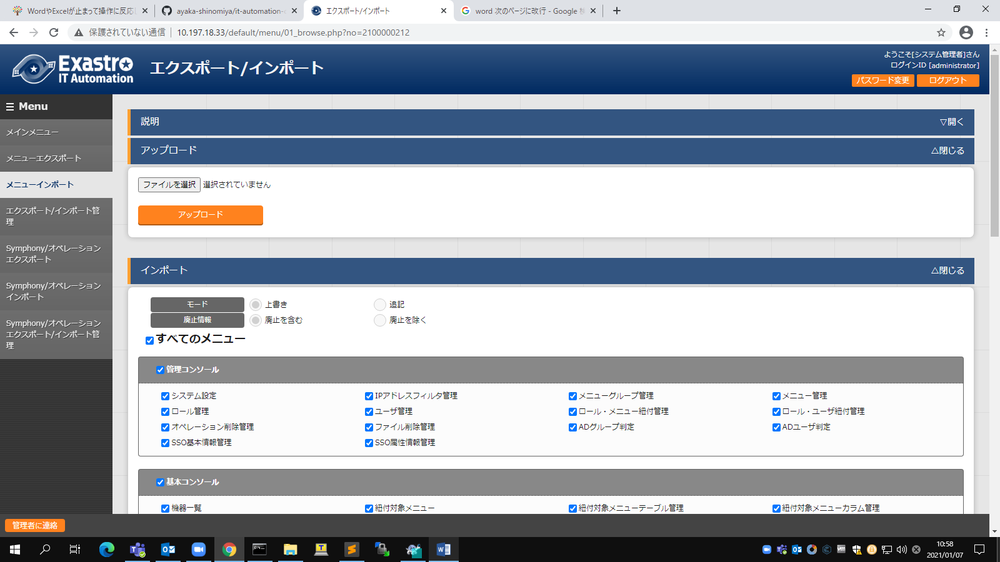 WordやExcelが止まって操作に反応し
ayaka-shinomiya/it-automation-
エクスポート/インポート
word 次のページに改行 - Google
保護されていない通信
10.197.18.33/default/menu/01_browse.php?no=2100000212
Exastro
IT Automation
エクスポート/インポート
ようこそ[システム管理者]さん
ログインID [administrator]
パスワード変更
ログアウト
Menu
メインメニュー
メニューエクスポート
メニューインポート
エクスポート/インポート管
理
Symphony/オペレーション
エクスポート
Symphony/オペレーション
インポート
Symphony/オペレーション
エクスポート/インポート管
理
説明
▽開く
アップロード
△閉じる
ファイルを選択 選択されていません
アップロード
インポート
△閉じる
モード 上書き 追記
廃止情報 廃止を含む 廃止を除く
すべてのメニュー
管理コンソール
システム設定 IPアドレスフィルタ管理 メニューグループ管理 メニュー管理
ロール管理 ユーザ管理 ロール・メニュー紐付管理 ロール・ユーザ紐付管理
オペレーション削除管理 ファイル削除管理 ADグループ判定 ADユーザ判定
SSO基本情報管理 SSO属性情報管理
基本コンソール
機器一覧 紐付対象メニュー 紐付対象メニューテーブル管理 紐付対象メニューカラム管理
管理者に連絡
10:58
2021/01/07